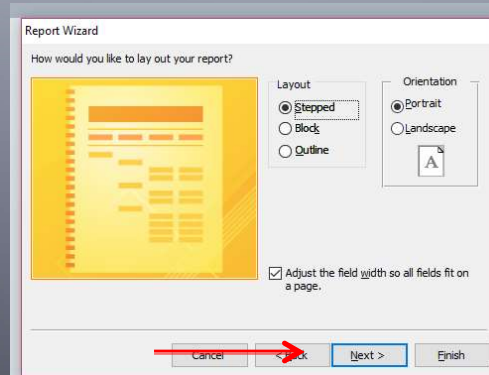 Report Wizard
How would you like to lay out your report?
Layout
Stepped
Block
Outline
Orientation
Portrait
Landscape
A
Adjust the field width so all fields fit on
a page.
Cancel
< Back
Next >
Finish